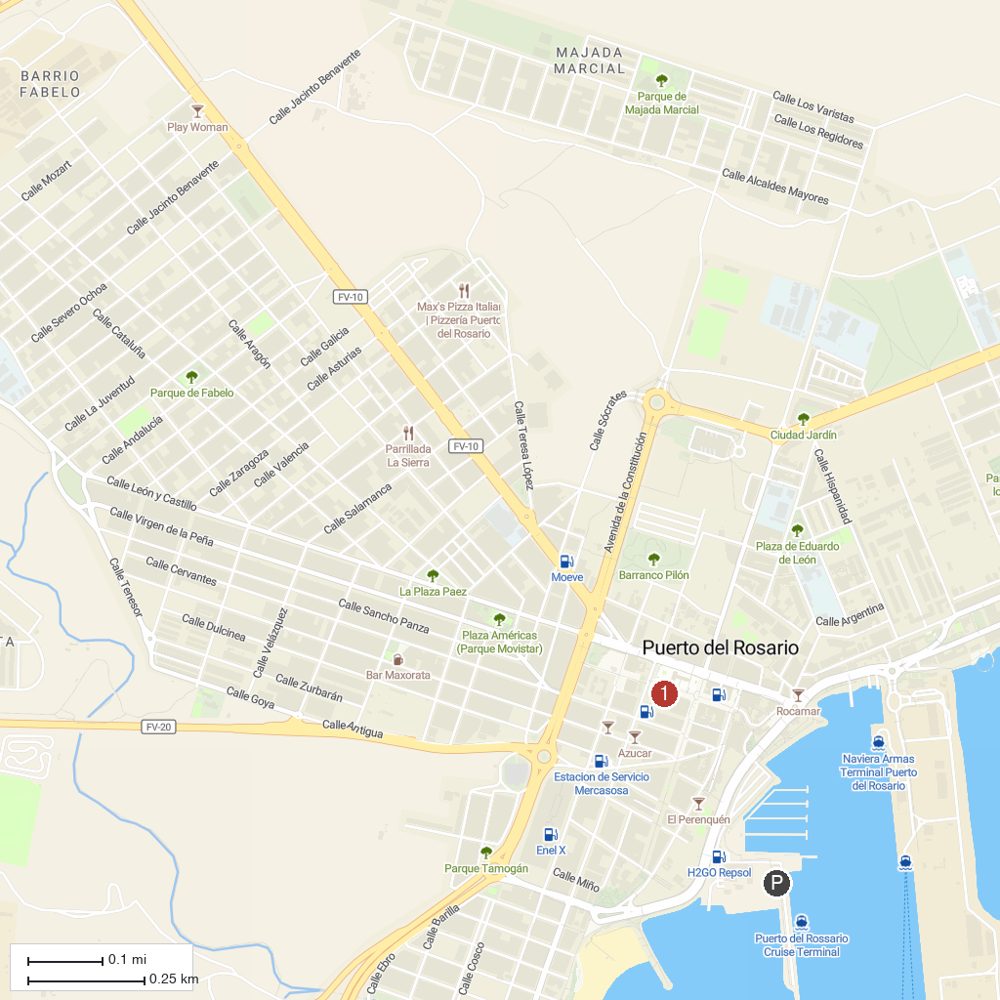 MAJADA
MARCIAL
BARRIO
FABELO
Calle Jacinto Benavente
Parque de
Majada Marcial
Calle Los Varistas
Play Woman
Calle Los Regidores
Calle Mozart
Calle Jacinto Benavente
Calle Alcaldes Mayores
FV-10
Max's Pizza Italian
| Pizzería Puerto
del Rosario
Calle Severo Ochoa
Calle Cataluña
Calle Aragón
Calle Galicia
Calle Asturias
Parque de Fabelo
Calle La Juventud
Calle Andalucía
Calle Sócrates
Calle Teresa López
Avenida de la Constitución
Ciudad Jardín
Parrillada
La Sierra
FV-10
Calle Zaragoza
Calle Valencia
Calle Hispanidad
Pa
lo
Calle León y Castillo
Calle Salamanca
Calle Virgen de la Peña
Plaza de Eduardo
de León
Calle Cervantes
Calle Tenesor
Moeve
Barranco Pilón
La Plaza Paez
Calle Sancho Panza
Calle Argentina
Calle Dulcinea
Calle Velázquez
Plaza Américas
(Parque Movistar)
TA
Puerto del Rosario
Bar Maxorata
Calle Zurbarán
Calle Goya
1
Rocamar
FV-20
Calle Antigua
Azucar
Naviera Armas
Terminal Puerto
del Rosario
Estacion de Servicio
Mercasosa
El Perenquén
Enel X
Parque Tamogán
H2GO Repsol
Calle Miño
P
Calle Barilla
Puerto del Rossario
Cruise Terminal
Calle Ebro
Calle Cosco
0.1 mi
0.25 km